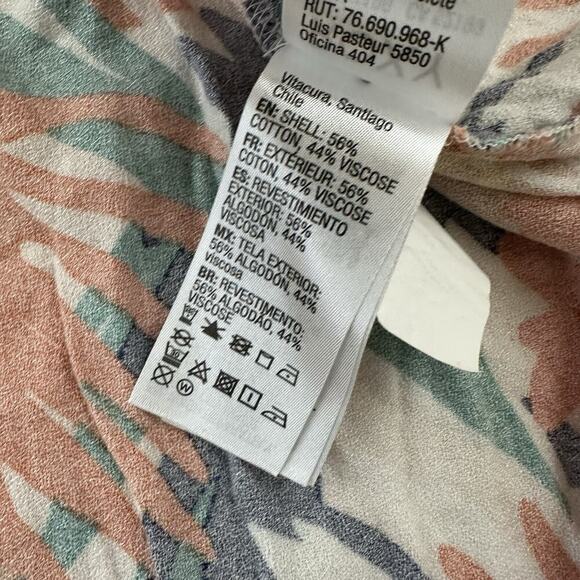 RUT: 76.690.968-K
Luis Pasteur 5850
Oficina 404
Vitacura, Santiago
Chile
EN: SHELL: 56%
COTTON, 44% VISCOSE
FR: EXTÉRIEUR: 56%
COTON, 44% VISCOSE
ES: REVESTIMIENTO
EXTERIOR: 56%
ALGODON, 44%
VISCOSA
MX: TELA EXTERIOR:
56% ALGODÓN, 44%
Viscosa
BR: REVESTIMENTO:
56% ALGODÃO, 44%
VISCOSE
W